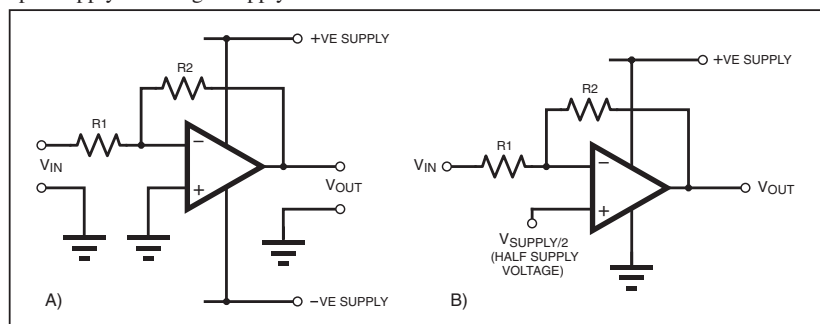 +VE SUPPLY
R2
R1
−
+
VIN
VOUT
−VE SUPPLY
A)
+VE SUPPLY
R2
R1
VIN
−
+
VOUT
VSUPPLY/2
(HALF SUPPLY
VOLTAGE)
B)